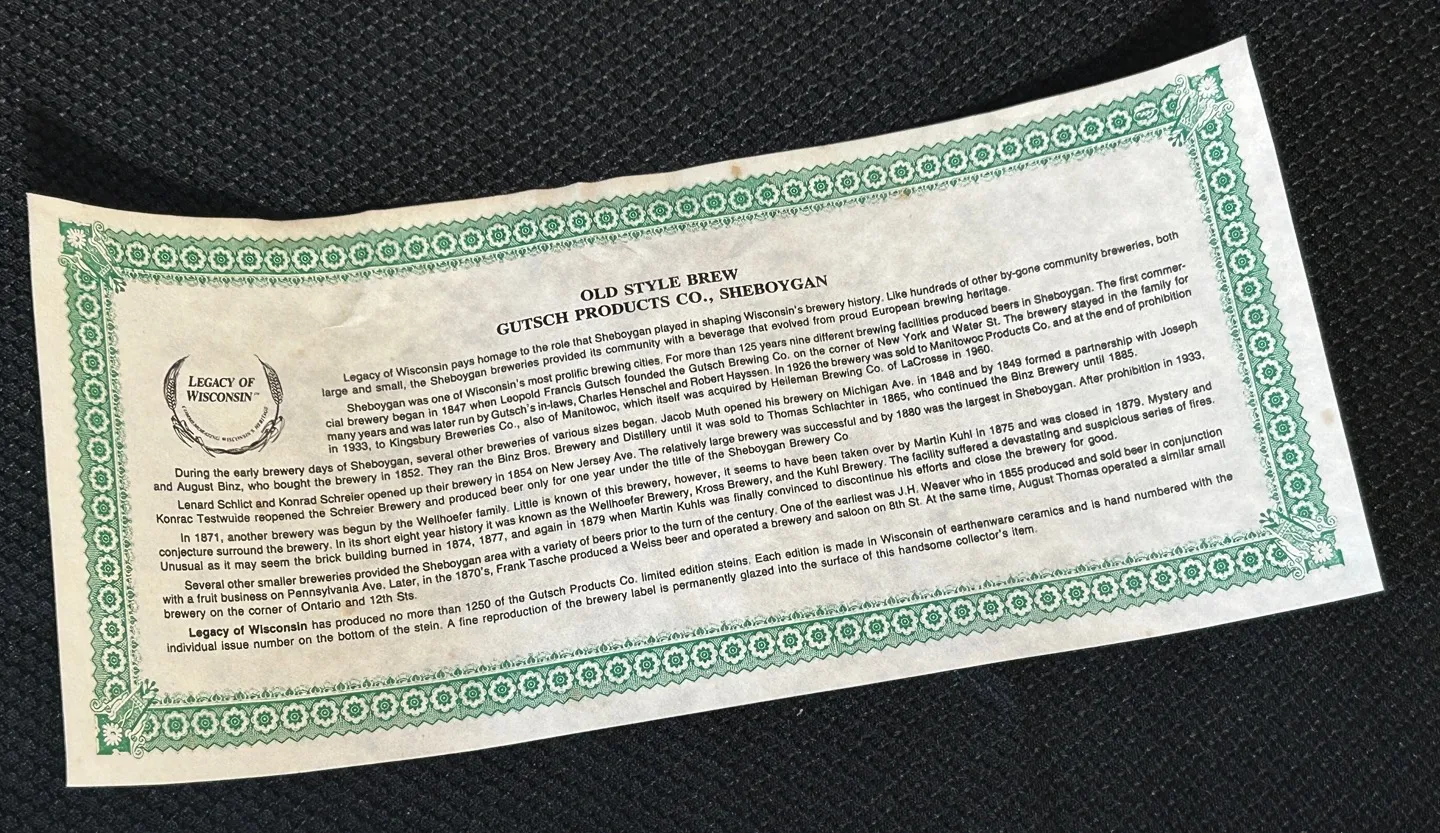 OLD STYLE BREW
GUTSCH PRODUCTS CO., SHEBOYGAN
LEGACY OF
WISCONSIN™
COMMEMORATING WISCONSIN'S HERITAGE
Legacy of Wisconsin pays homage to the role that Sheboygan played in shaping Wisconsin's brewery history. Like hundreds of other by-gone community breweries, both
large and small, the Sheboygan breweries provided its community with a beverage that evolved from proud European brewing heritage.
Sheboygan was one of Wisconsin's most prolific brewing cities. For more than 125 years nine different brewing facilities produced beers in Sheboygan. The first commer-
cial brewery began in 1847 when Leopold Francis Gutsch founded the Gutsch Brewing Co. on the corner of New York and Water St. The brewery stayed in the family for
many years and was later run by Gutsch's in-laws, Charles Henschel and Robert Hayssen. In 1926 the brewery was sold to Manitowoc Products Co. and at the end of prohibition
in 1933, to Kingsbury Breweries Co., also of Manitowoc, which itself was acquired by Heileman Brewing Co. of LaCrosse in 1960.
During the early brewery days of Sheboygan, several other breweries of various sizes began. Jacob Muth opened his brewery on Michigan Ave. in 1848 and by 1849 formed a partnership with Joseph
and August Binz, who bought the brewery in 1852. They ran the Binz Bros. Brewery and Distillery until it was sold to Thomas Schlachter in 1865, who continued the Binz Brewery until 1885.
Lenard Schlict and Konrad Schreier opened up their brewery in 1854 on New Jersey Ave. The relatively large brewery was successful and by 1880 was the largest in Sheboygan. After prohibition in 1933,
Konrac Testwuide reopened the Schreier Brewery and produced beer only for one year under the title of the Sheboygan Brewery Co
In 1871, another brewery was begun by the Wellhoefer family. Little is known of this brewery, however, it seems to have been taken over by Martin Kuhl in 1875 and was closed in 1879. Mystery and
conjecture surround the brewery. In its short eight year history it was known as the Wellhoefer Brewery, Kross Brewery, and the Kuhl Brewery. The facility suffered a devastating and suspicious series of fires.
Unusual as it may seem the brick building burned in 1874, 1877, and again in 1879 when Martin Kuhls was finally convinced to discontinue his efforts and close the brewery for good.
Several other smaller breweries provided the Sheboygan area with a variety of beers prior to the turn of the century. One of the earliest was J.H. Weaver who in 1855 produced and sold beer in conjunction
with a fruit business on Pennsylvania Ave. Later, in the 1870's, Frank Tasche produced a Weiss beer and operated a brewery and saloon on 8th St. At the same time, August Thomas operated a similar small
brewery on the corner of Ontario and 12th Sts.
Legacy of Wisconsin has produced no more than 1250 of the Gutsch Products Co. limited edition steins. Each edition is made in Wisconsin of earthenware ceramics and is hand numbered with the
individual issue number on the bottom of the stein. A fine reproduction of the brewery label is permanently glazed into the surface of this handsome collector's item.